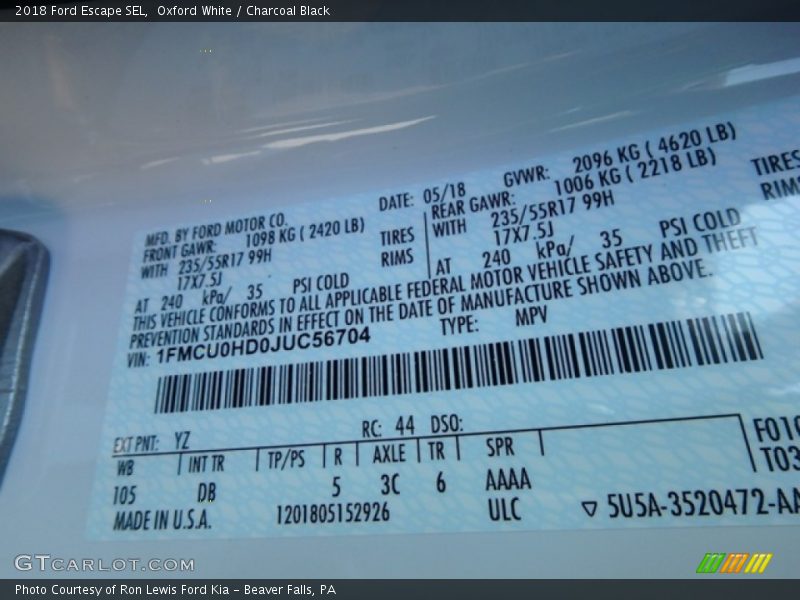 2018 Ford Escape SEL, Oxford White / Charcoal Black
MFD. BY FORD MOTOR CO. DATE: 05/18 GVWR: 2096 KG ( 4620 LB)
FRONT GAWR: 1098 KG ( 2420 LB) REAR GAWR: 1006 KG ( 2218 LB)
WITH 235/55R17 99H TIRES WITH 235/55R17 99H TIRES
17X7.5J RIMS 17X7.5J RIMS
AT 240 kPa/ 35 PSI COLD AT 240 kPa/ 35 PSI COLD
THIS VEHICLE CONFORMS TO ALL APPLICABLE FEDERAL MOTOR VEHICLE SAFETY AND THEFT
PREVENTION STANDARDS IN EFFECT ON THE DATE OF MANUFACTURE SHOWN ABOVE.
VIN: 1FMCU0HD0JUC56704 TYPE: MPV
EXT PNT: YZ RC: 44 DSO:
WB INT TR TP/PS R AXLE TR SPR
105 DB 5 3C 6 AAAA
MADE IN U.S.A. 1201805152926 ULC ▽ 5U5A-3520472-AA
F010
T03
GTCARLOT.COM
Photo Courtesy of Ron Lewis Ford Kia - Beaver Falls, PA